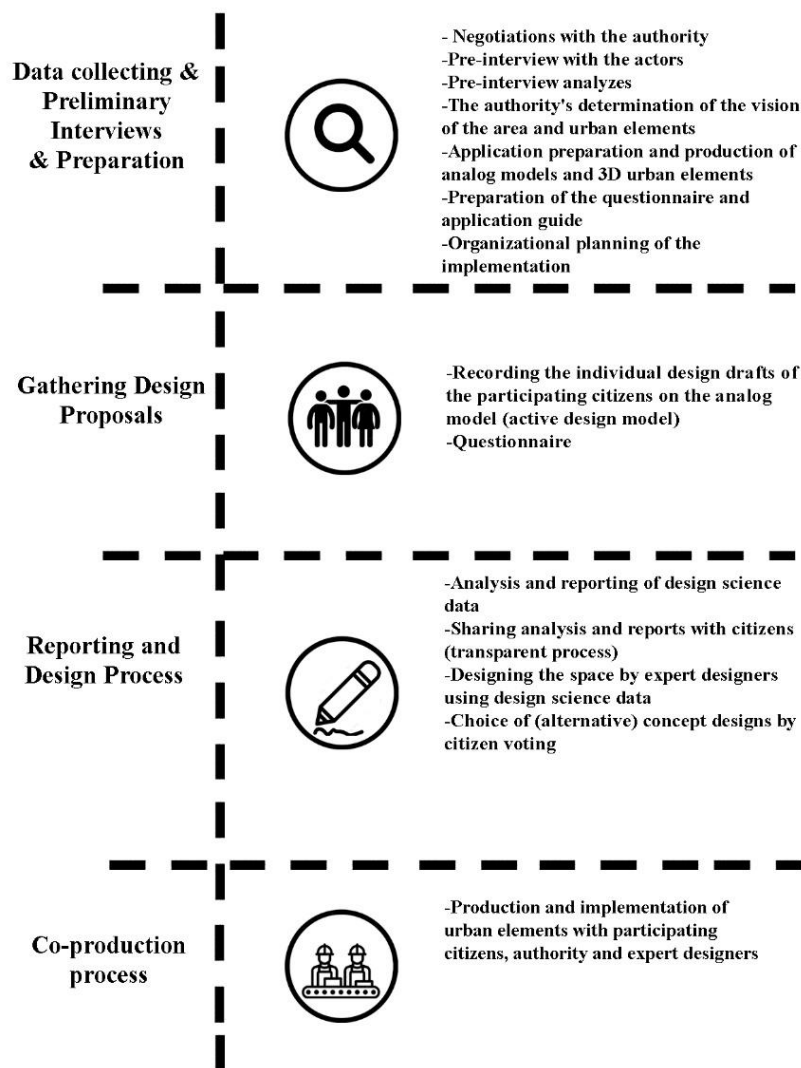 Data collecting &
Preliminary
Interviews
& Preparation
- Negotiations with the authority
-Pre-interview with the actors
-Pre-interview analyzes
-The authority's determination of the vision
of the area and urban elements
-Application preparation and production of
analog models and 3D urban elements
-Preparation of the questionnaire and
application guide
-Organizational planning of the
implementation
Gathering Design
Proposals
-Recording the individual design drafts of
the participating citizens on the analog
model (active design model)
-Questionnaire
Reporting and
Design Process
-Analysis and reporting of design science
data
-Sharing analysis and reports with citizens
(transparent process)
-Designing the space by expert designers
using design science data
-Choice of (alternative) concept designs by
citizen voting
Co-production
process
-Production and implementation of
urban elements with participating
citizens, authority and expert designers